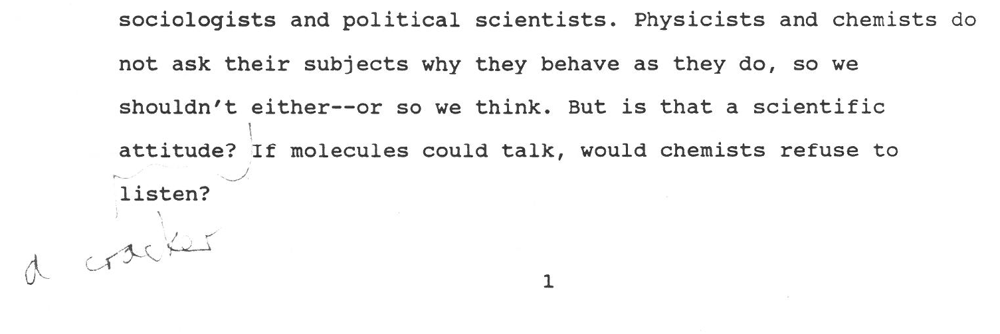 sociologists and political scientists. Physicists and chemists do
not ask their subjects why they behave as they do, so we
shouldn't either--or so we think. But is that a scientific
attitude? If molecules could talk, would chemists refuse to
listen?
a cracker
1